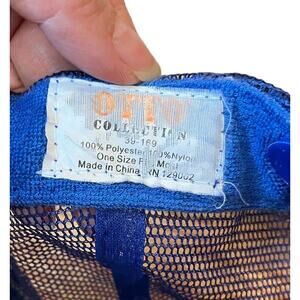 OTTO
COLLECTION
39-169
100% Polyester 100% Nylon
One Size Fits Most
Made in China RN 129002